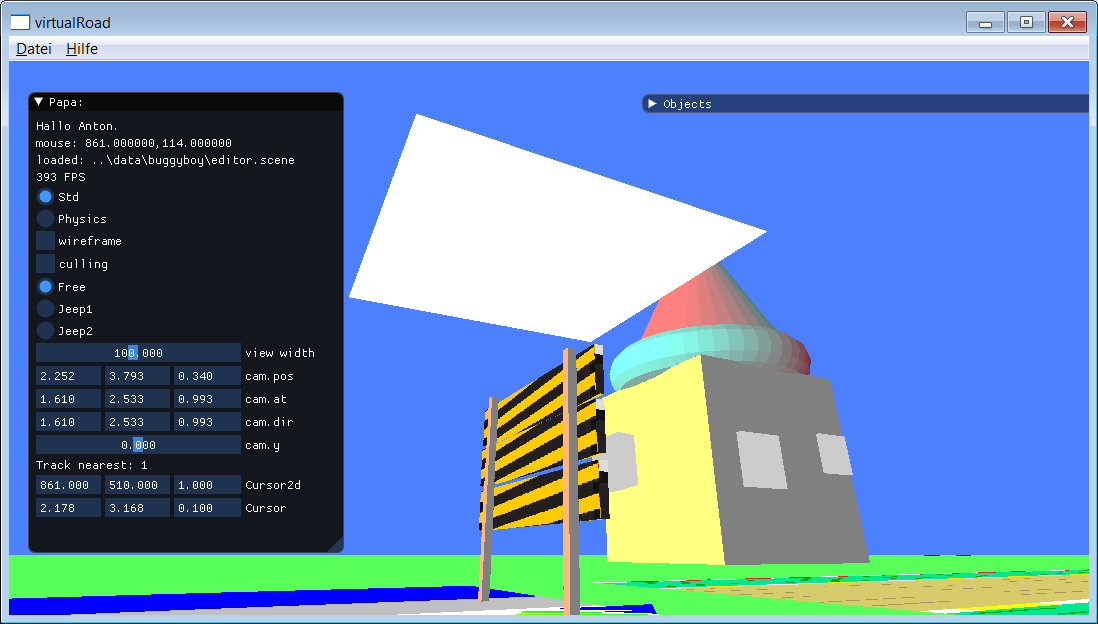 virtualRoad
Datei Hilfe
Papa:
Objects
Hallo Anton.
mouse: 861.000000,114.000000
loaded: ..\data\buggyboy\editor.scene
393 FPS
Std
Physics
wireframe
culling
Free
Jeep1
Jeep2
100.000 view width
2.252 3.793 0.340 cam.pos
1.610 2.533 0.993 cam.at
1.610 2.533 0.993 cam.dir
0.000 cam.y
Track nearest: 1
861.000 510.000 1.000 Cursor2d
2.178 3.168 0.100 Cursor